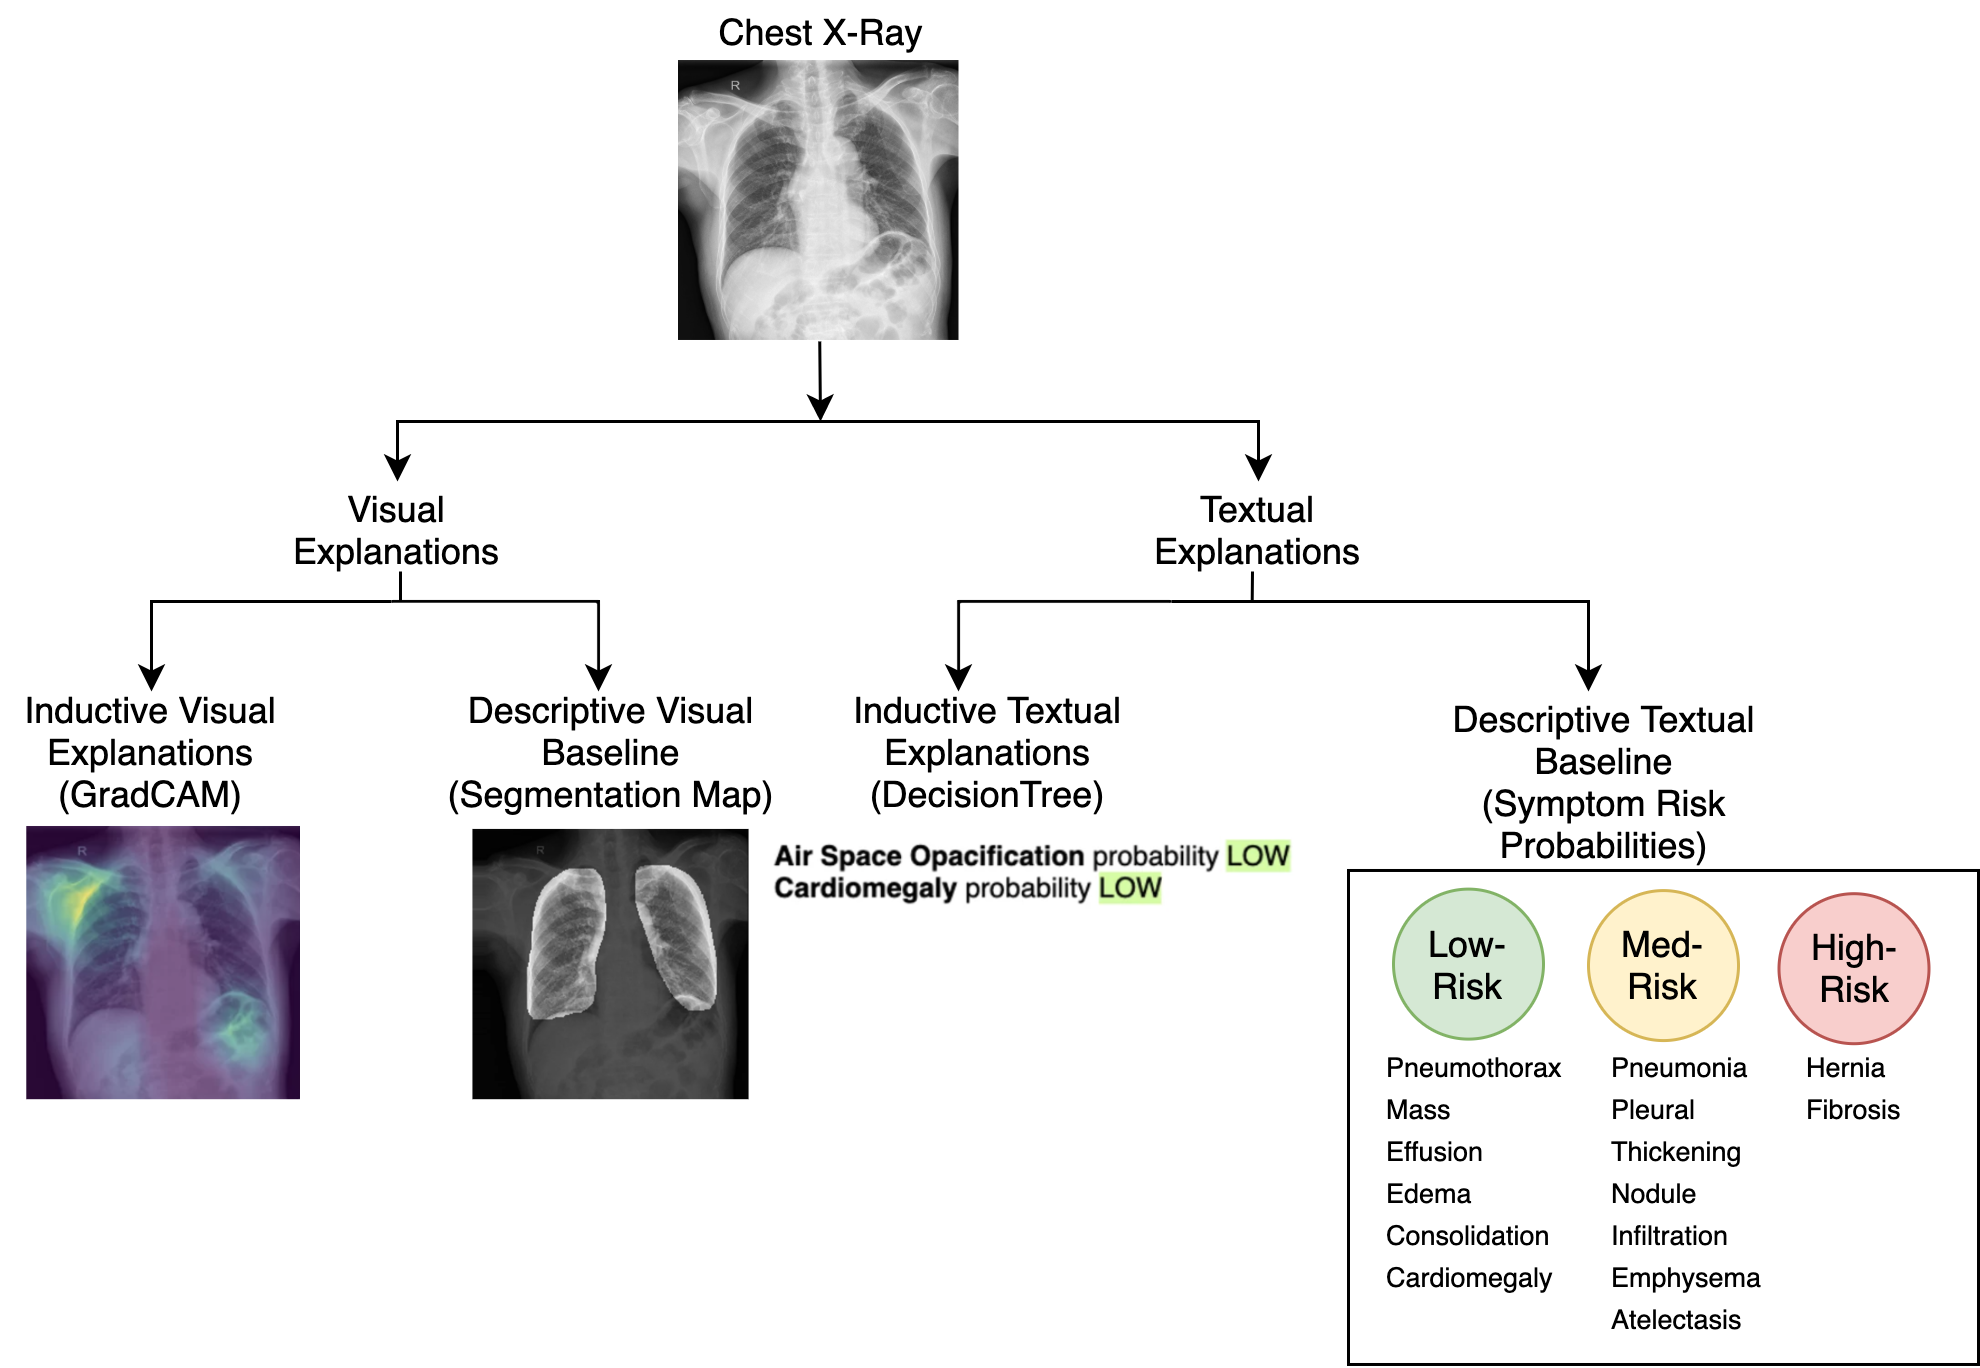 Chest X-Ray
R
Visual
Explanations
Textual
Explanations
Inductive Visual
Explanations
(GradCAM)
R
Descriptive Visual
Baseline
(Segmentation Map)
R
Inductive Textual
Explanations
(DecisionTree)
Air Space Opacification probability LOW
Cardiomegaly probability LOW
Descriptive Textual
Baseline
(Symptom Risk
Probabilities)
Low-
Risk
Pneumothorax
Mass
Effusion
Edema
Consolidation
Cardiomegaly
Med-
Risk
Pneumonia
Pleural
Thickening
Nodule
Infiltration
Emphysema
Atelectasis
High-
Risk
Hernia
Fibrosis